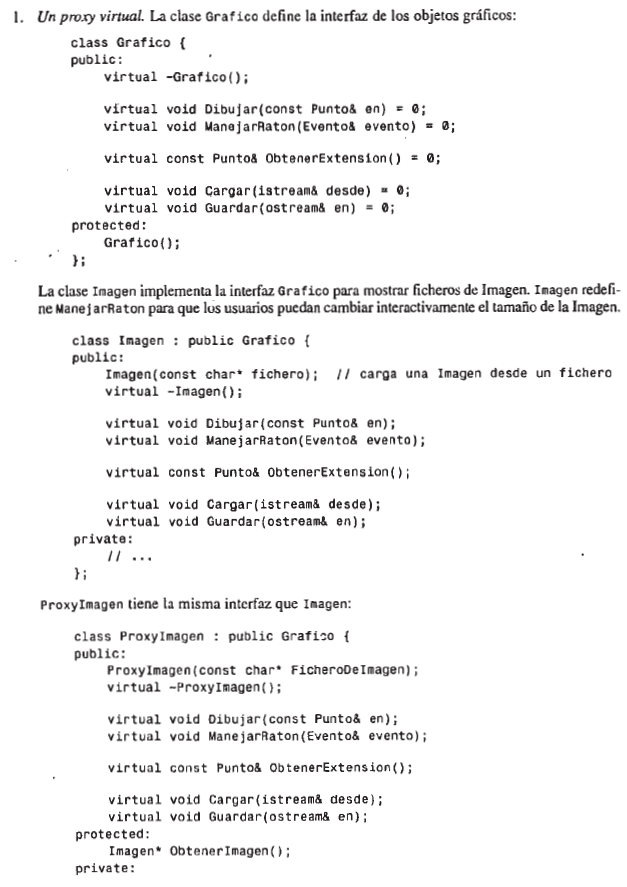 1. Un proxy virtual. La clase Grafico define la interfaz de los objetos gráficos:
class Grafico {
public:
virtual ~Grafico();
virtual void Dibujar(const Punto& en) = 0;
virtual void ManejarRaton(Evento& evento) = 0;
virtual const Punto& ObtenerExtension() = 0;
virtual void Cargar(istream& desde) = 0;
virtual void Guardar(ostream& en) = 0;
protected:
Grafico();
};
La clase Imagen implementa la interfaz Grafico para mostrar ficheros de Imagen. Imagen redefi-
ne ManejarRaton para que los usuarios puedan cambiar interactivamente el tamaño de la Imagen.
class Imagen : public Grafico {
public:
Imagen(const char* fichero); // carga una Imagen desde un fichero
virtual ~Imagen();
virtual void Dibujar(const Punto& en);
virtual void ManejarRaton(Evento& evento);
virtual const Punto& ObtenerExtension();
virtual void Cargar(istream& desde);
virtual void Guardar(ostream& en);
private:
// ...
};
ProxyImagen tiene la misma interfaz que Imagen:
class ProxyImagen : public Grafico {
public:
ProxyImagen(const char* FicheroDeImagen);
virtual ~ProxyImagen();
virtual void Dibujar(const Punto& en);
virtual void ManejarRaton(Evento& evento);
virtual const Punto& ObtenerExtension();
virtual void Cargar(istream& desde);
virtual void Guardar(ostream& en);
protected:
Imagen* ObtenerImagen();
private: